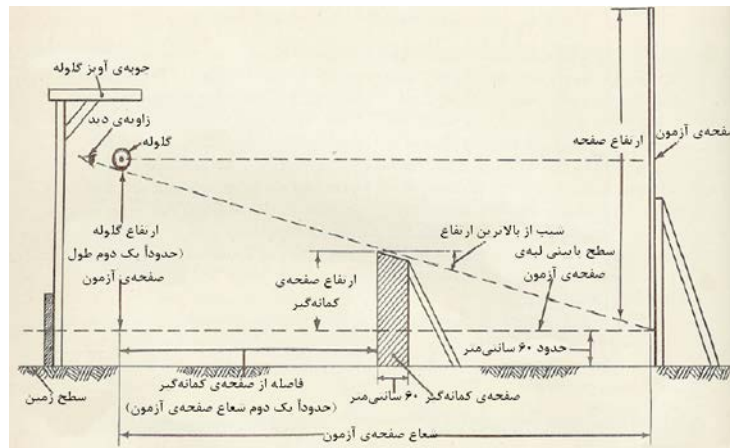 چوبه‌ی آویز گلوله
زاویه‌ی دید
گلوله
ارتفاع صفحه
صفحه‌ی آزمون
ارتفاع گلوله
(حدوداً یک دوم طول
صفحه‌ی آزمون
ارتفاع صفحه‌ی
کمانه‌گیر
شیب از بالاترین ارتفاع
سطح پایینی لبه‌ی
صفحه‌ی آزمون
حدود ۶۰ سانتی‌متر
فاصله از صفحه‌ی کمانه‌گیر
(حدوداً یک دوم شعاع صفحه‌ی آزمون)
۶۰ سانتی‌متر
صفحه‌ی کمانه‌گیر
سطح زمین
شعاع صفحه‌ی آزمون